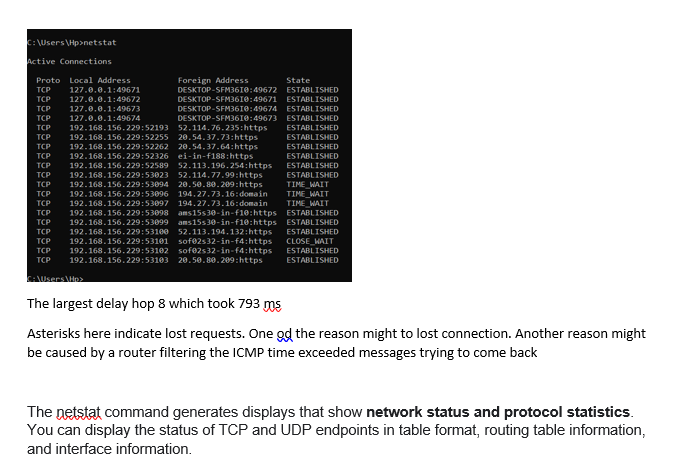 C:\Users\Hp>netstat
Active Connections
Proto Local Address Foreign Address State
TCP 127.0.0.1:49671 DESKTOP-SFM36I0:49672 ESTABLISHED
TCP 127.0.0.1:49672 DESKTOP-SFM36I0:49671 ESTABLISHED
TCP 127.0.0.1:49673 DESKTOP-SFM36I0:49674 ESTABLISHED
TCP 127.0.0.1:49674 DESKTOP-SFM36I0:49673 ESTABLISHED
TCP 192.168.156.229:52193 52.114.76.235:https ESTABLISHED
TCP 192.168.156.229:52255 20.54.37.73:https ESTABLISHED
TCP 192.168.156.229:52262 20.54.37.64:https ESTABLISHED
TCP 192.168.156.229:52326 ei-in-f188:https ESTABLISHED
TCP 192.168.156.229:52589 52.113.196.254:https ESTABLISHED
TCP 192.168.156.229:53023 52.114.77.99:https ESTABLISHED
TCP 192.168.156.229:53094 20.50.80.209:https TIME_WAIT
TCP 192.168.156.229:53096 194.27.73.16:domain TIME_WAIT
TCP 192.168.156.229:53097 194.27.73.16:domain TIME_WAIT
TCP 192.168.156.229:53098 ams15s30-in-f10:https ESTABLISHED
TCP 192.168.156.229:53099 ams15s30-in-f10:https ESTABLISHED
TCP 192.168.156.229:53100 52.113.194.132:https ESTABLISHED
TCP 192.168.156.229:53101 sof02s32-in-f4:https CLOSE_WAIT
TCP 192.168.156.229:53102 sof02s32-in-f4:https ESTABLISHED
TCP 192.168.156.229:53103 20.50.80.209:https ESTABLISHED
C:\Users\Hp>
The largest delay hop 8 which took 793 ms
Asterisks here indicate lost requests. One od the reason might to lost connection. Another reason might
be caused by a router filtering the ICMP time exceeded messages trying to come back
The netstat command generates displays that show network status and protocol statistics.
You can display the status of TCP and UDP endpoints in table format, routing table information,
and interface information.